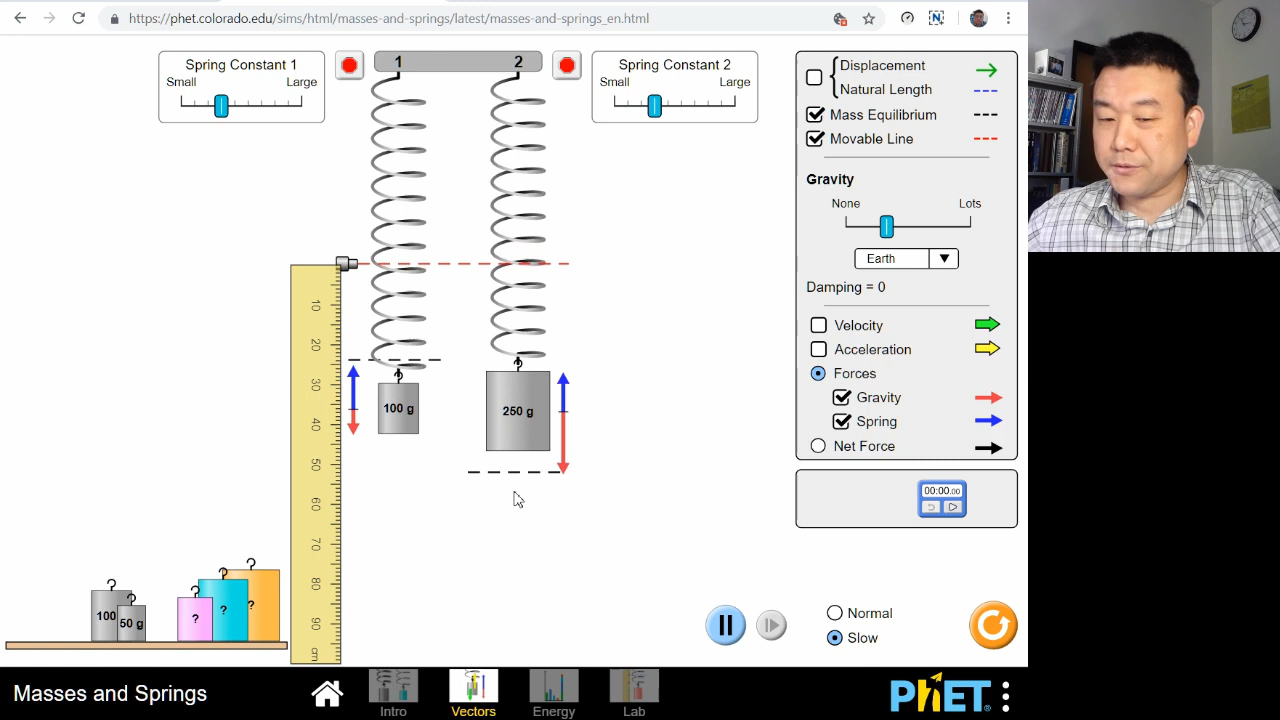 https://phet.colorado.edu/sims/html/masses-and-springs/latest/masses-and-springs_en.html
Spring Constant 1
Small Large
1 2
Spring Constant 2
Small Large
Displacement
Natural Length
Mass Equilibrium
Movable Line
Gravity
None Lots
Earth
Damping = 0
Velocity
Acceleration
Forces
Gravity
Spring
Net Force
00:00.00
10
20
30
40
50
60
70
80
90
cm
100 g
250 g
100
50 g
?
?
?
Normal
Slow
Masses and Springs
Intro
Vectors
Energy
Lab
PhET